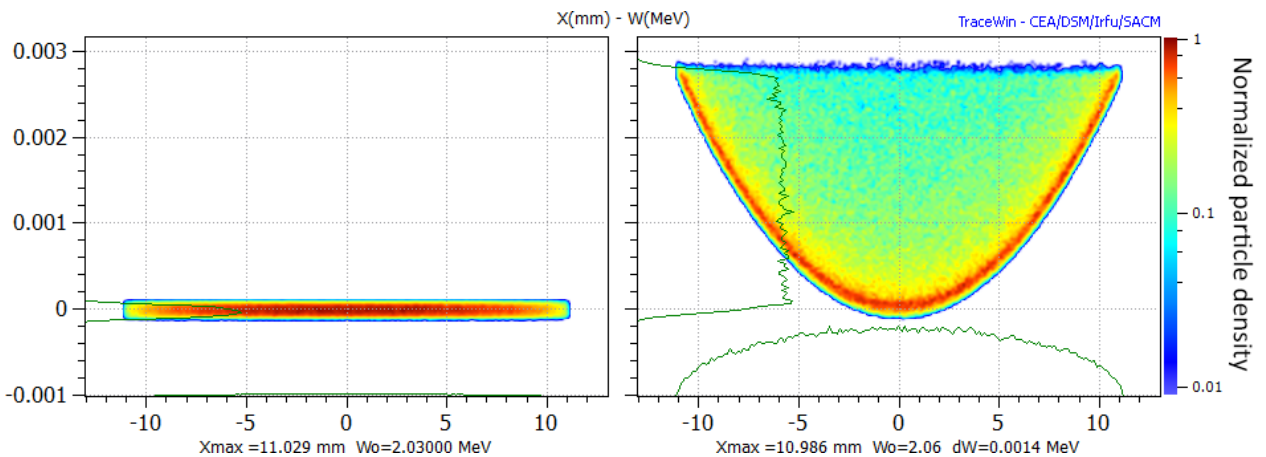 X(mm) - W(MeV)
TraceWin - CEA/DSM/Irfu/SACM
0.003
0.002
0.001
0
-0.001
-10 -5 0 5 10
Xmax =11.029 mm Wo=2.03000 MeV
-10 -5 0 5 10
Xmax =10.986 mm Wo=2.06 dW=0.0014 MeV
1
0.1
0.01
Normalized particle density